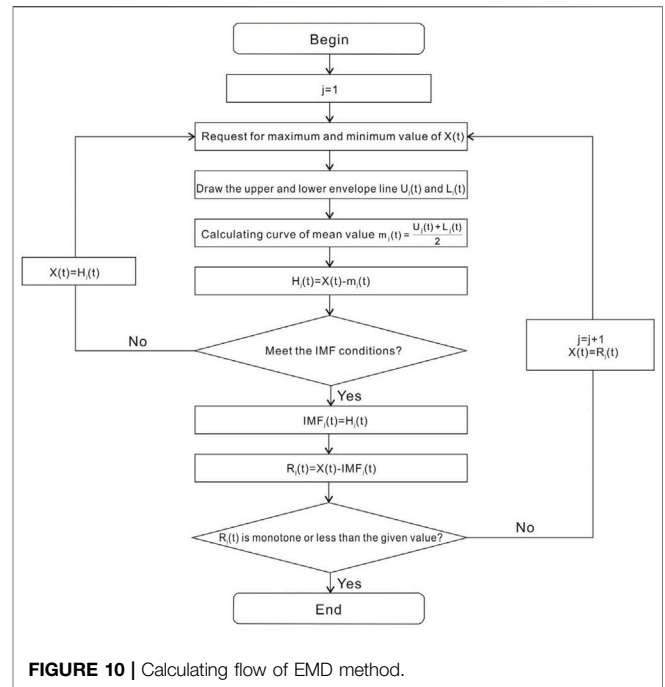 Begin
j=1
Request for maximum and minimum value of X(t)
Draw the upper and lower envelope line Uⱼ(t) and Lⱼ(t)
Calculating curve of mean value mⱼ(t) = (Uⱼ(t)+Lⱼ(t))/2
X(t)=Hⱼ(t)
Hⱼ(t)=X(t)-mⱼ(t)
No
Meet the IMF conditions?
j=j+1
X(t)=Rⱼ(t)
Yes
IMFⱼ(t)=Hⱼ(t)
Rⱼ(t)=X(t)-IMFⱼ(t)
Rⱼ(t) is monotone or less than the given value?
No
Yes
End
FIGURE 10 | Calculating flow of EMD method.